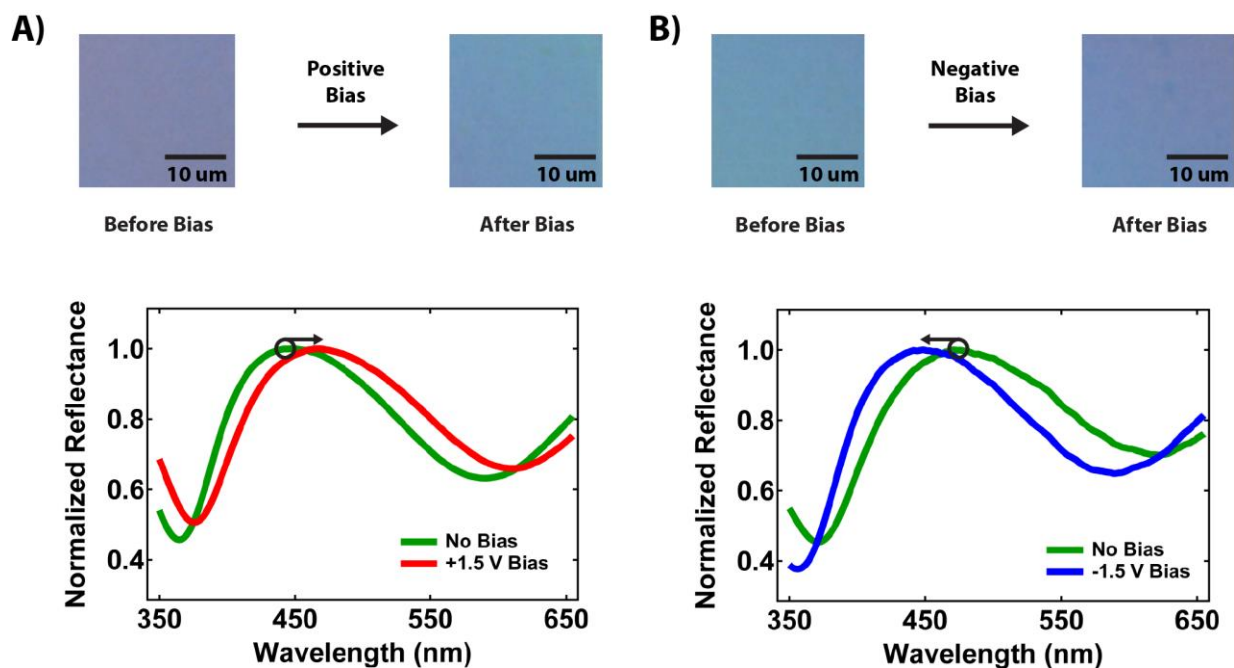 A)
Positive
Bias
10 um
10 um
Before Bias
After Bias
B)
Negative
Bias
10 um
10 um
Before Bias
After Bias
Normalized Reflectance
1.0
0.8
0.6
0.4
No Bias
+1.5 V Bias
350
450
550
650
Wavelength (nm)
Normalized Reflectance
1.0
0.8
0.6
0.4
No Bias
-1.5 V Bias
350
450
550
650
Wavelength (nm)